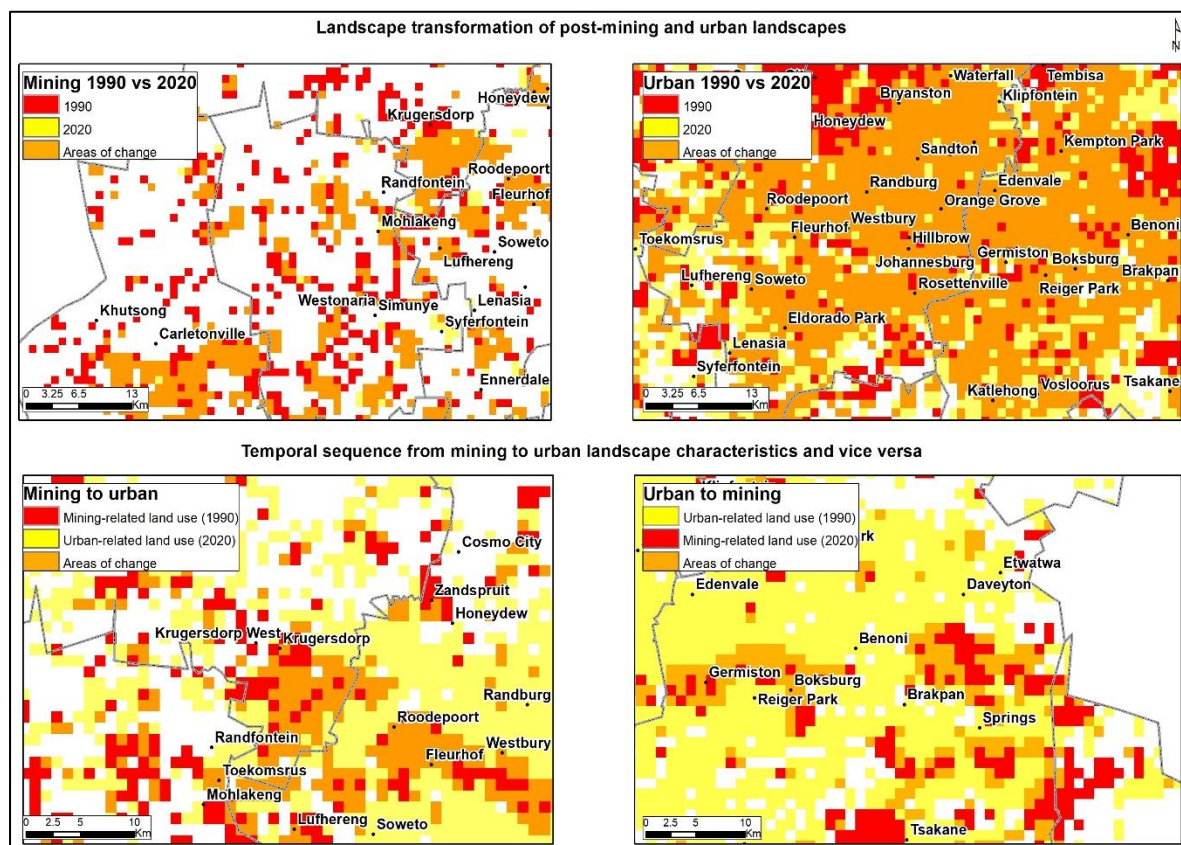 Landscape transformation of post-mining and urban landscapes
N
Mining 1990 vs 2020
1990
2020
Areas of change
Honeydew
Krugersdorp
Roodepoort
Randfontein
Fleurhof
Mohlakeng
Soweto
Lufhereng
Westonaria
Simunye
Lenasia
Khutsong
Syferfontein
Carletonville
Ennerdale
0 3.25 6.5 13
Km
Urban 1990 vs 2020
1990
2020
Areas of change
Waterfall
Tembisa
Bryanston
Klipfontein
Honeydew
Kempton Park
Sandton
Randburg
Edenvale
Roodepoort
Orange Grove
Fleurhof
Westbury
Benoni
Toekomsrus
Hillbrow
Germiston
Boksburg
Johannesburg
Brakpan
Lufhereng
Soweto
Rosettenville
Reiger Park
Eldorado Park
Lenasia
Syferfontein
Katlehong
Vosloorus
Tsakane
0 3.25 6.5 13
Km
Temporal sequence from mining to urban landscape characteristics and vice versa
Mining to urban
Mining-related land use (1990)
Urban-related land use (2020)
Areas of change
Cosmo City
Zandspruit
Honeydew
Krugersdorp West
Krugersdorp
Randburg
Roodepoort
Randfontein
Westbury
Fleurhof
Toekomsrus
Mohlakeng
Lufhereng
Soweto
0 2.5 5 10
Km
Urban to mining
Urban-related land use (1990)
Mining-related land use (2020)
Areas of change
Etwatwa
Edenvale
Daveyton
Benoni
Germiston
Boksburg
Reiger Park
Brakpan
Springs
Tsakane
0 2.5 5 10
Km